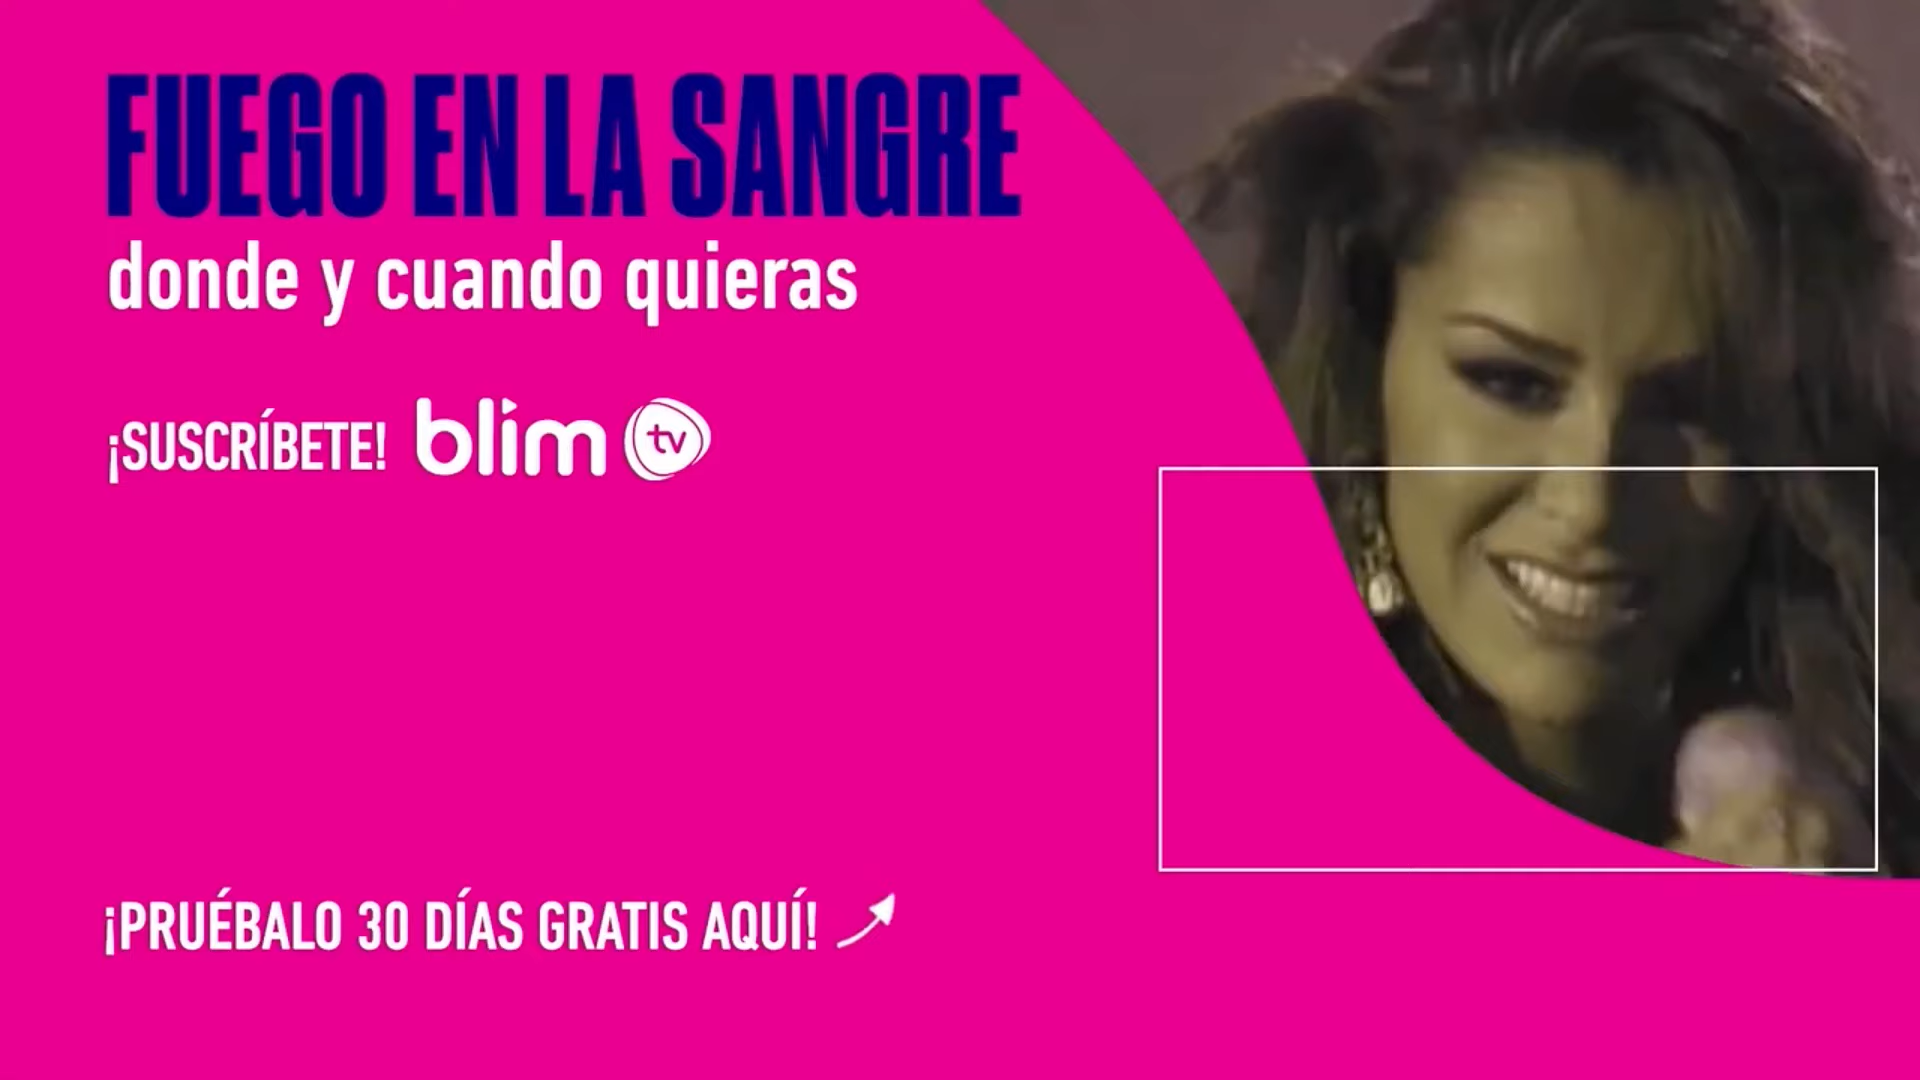 FUEGO EN LA SANGRE
donde y cuando quieras
¡SUSCRÍBETE! blim tv
¡PRUÉBALO 30 DÍAS GRATIS AQUÍ!